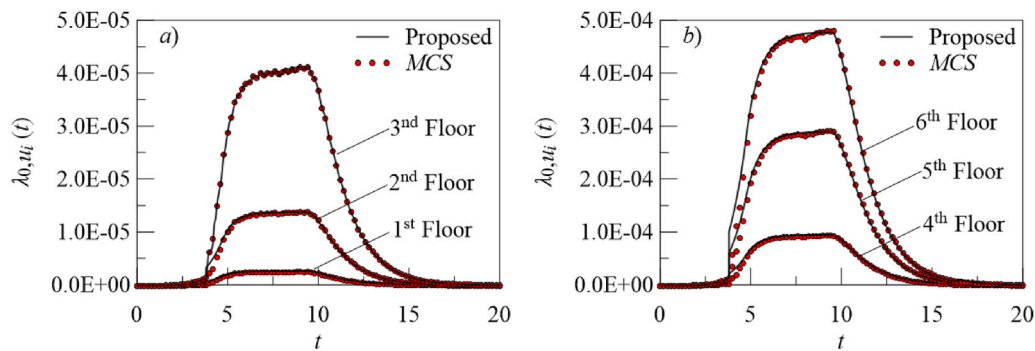 5.0E-05
4.0E-05
3.0E-05
2.0E-05
1.0E-05
0.0E+00
λ0,ui (t)
a)
Proposed
MCS
3nd Floor
2nd Floor
1st Floor
0 5 10 15 20
t
5.0E-04
4.0E-04
3.0E-04
2.0E-04
1.0E-04
0.0E+00
λ0,ui (t)
b)
Proposed
MCS
6th Floor
5th Floor
4th Floor
0 5 10 15 20
t